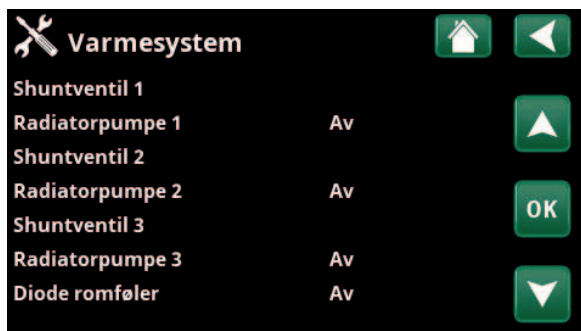 Varmesystem
Shuntventil 1
Radiatorpumpe 1 Av
Shuntventil 2
Radiatorpumpe 2 Av
OK
Shuntventil 3
Radiatorpumpe 3 Av
Diode romføler Av